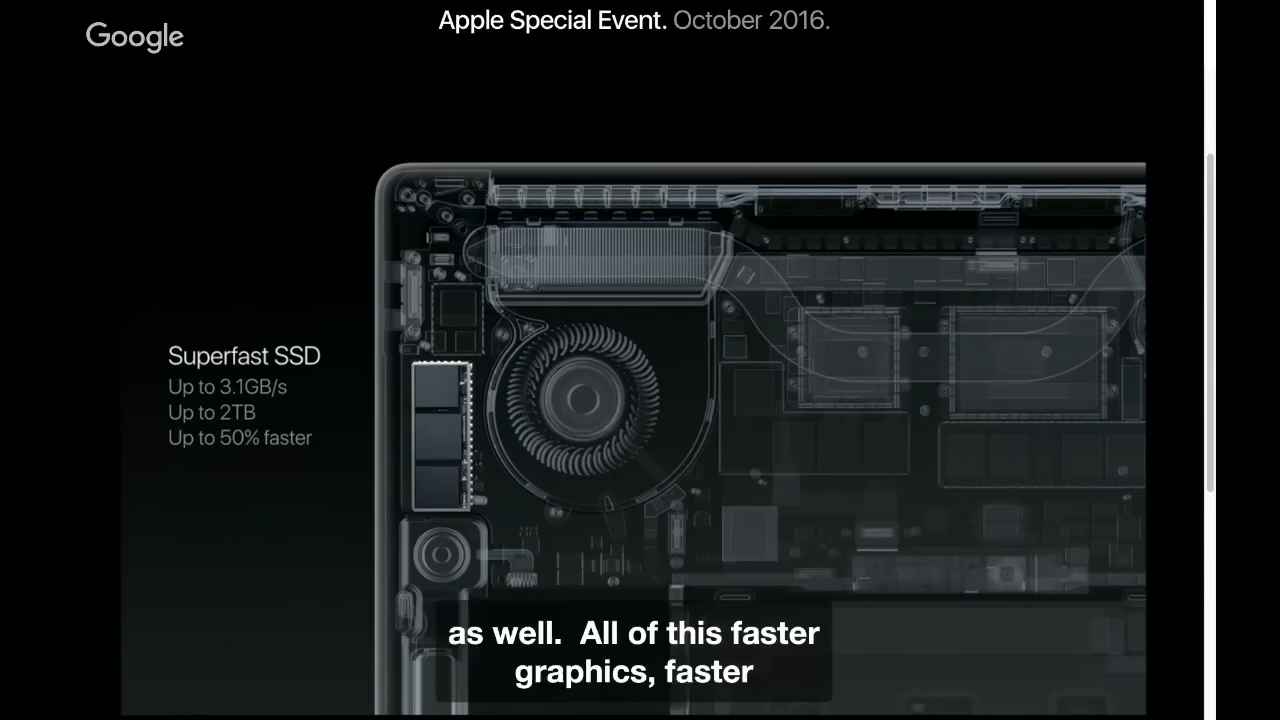 Google
Apple Special Event. October 2016.
Superfast SSD
Up to 3.1GB/s
Up to 2TB
Up to 50% faster
as well.  All of this faster
graphics, faster